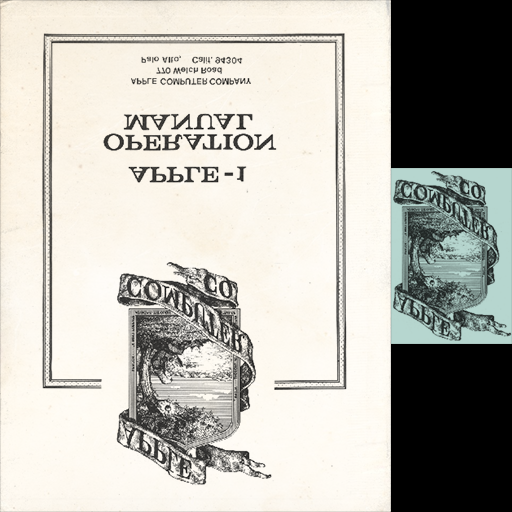 APPLE
COMPUTER
CO
APPLE-1
OPERATION
MANUAL
APPLE COMPUTER COMPANY
770 Welch Road
Palo Alto, Calif. 94304
APPLE
COMPUTER
CO